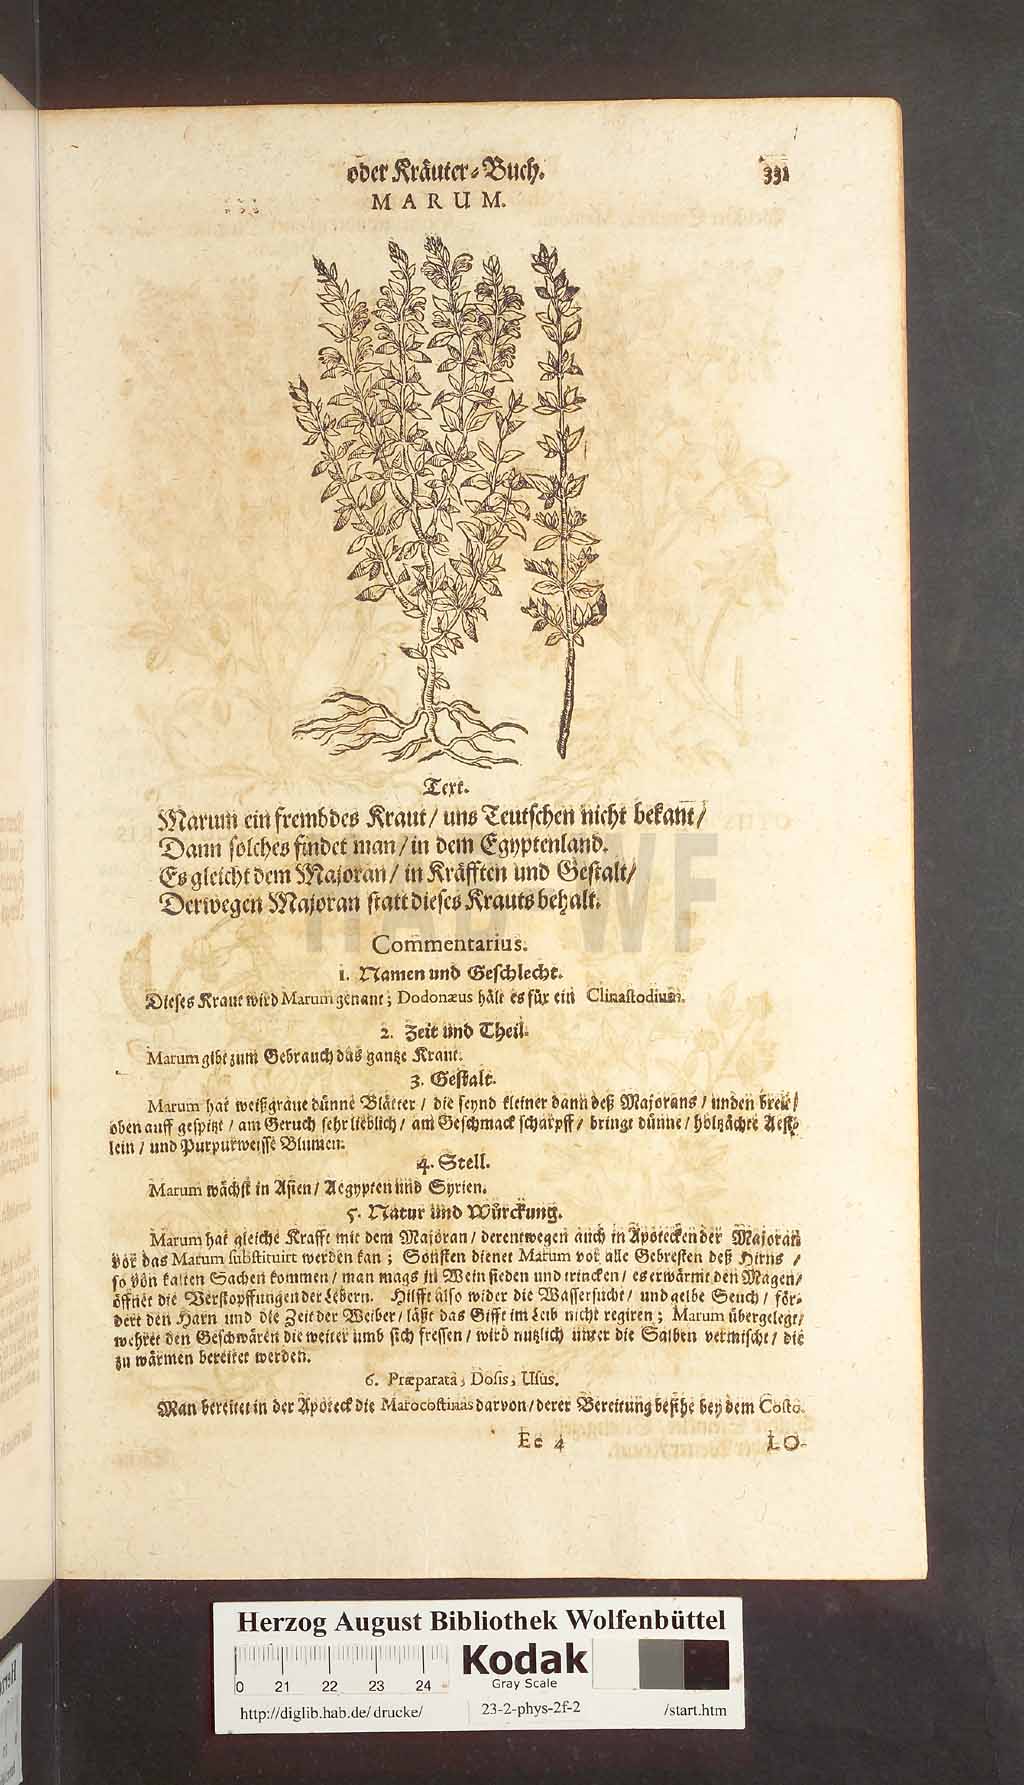 oder Kräuter-Buch.
331
MARUM.
Text.
Marum ein frembdes Kraut / uns Teutschen nicht bekant /
Dann solches findet man / in dem Egyptenland.
Es gleicht dem Majoran / in Kräfften und Gestalt /
Derwegen Majoran statt dieses Krauts behalt.
Commentarius.
1. Namen und Geschlecht.
Dieses Kraut wird Marum genant; Dodonæus hält es für ein Clinastodium.
2. Zeit und Theil.
Marum gibt zum Gebrauch das gantze Kraut.
3. Gestalt.
Marum hat weißgraue dünne Blätter / die seynd kleiner dann deß Majorans / unden breit /
oben auff gespitzt / am Geruch sehr lieblich / am Geschmack scharpff / bringt dünne / holtzächte Aest-
lein / und Purpurweisse Blumen.
4. Stell.
Marum wächst in Asien / Aegypten und Syrien.
5. Natur und Würckung.
Marum hat gleiche Krafft mit dem Majoran / derentwegen auch in Apotecken der Majoran
vor das Marum substituirt werden kan; Sonsten dienet Marum vor alle Gebresten deß Hirns /
so von kalten Sachen kommen / man mags in Wein sieden und trincken / es erwärmt den Magen /
öffnet die Verstopffungen der Lebern. Hilfft also wider die Wassersucht / und gelbe Seuch / för-
dert den Harn und die Zeit der Weiber / läßt das Gifft im Leib nicht regiren; Marum übergelegt /
wehret den Geschwären die weiter umb sich fressen / wird nutzlich unter die Salben vermischt / die
zu wärmen bereitet werden.
6. Præparata, Dosis, Usus.
Man bereitet in der Apoteck die Marocostinas darvon / derer Bereitung besihe bey dem Costo.
Ee 4
LO-
HAB WF
Herzog August Bibliothek Wolfenbüttel
0 21 22 23 24
Kodak
Gray Scale
http://diglib.hab.de/drucke/
23-2-phys-2f-2
/start.htm